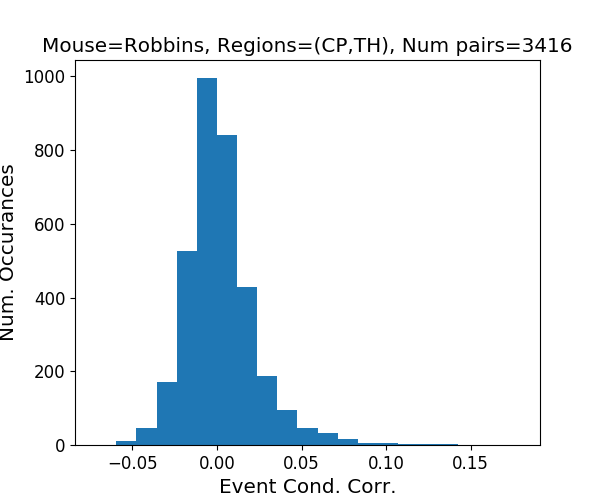 Mouse=Robbins, Regions=(CP,TH), Num pairs=3416
Num. Occurances
1000
800
600
400
200
0
−0.05 0.00 0.05 0.10 0.15
Event Cond. Corr.